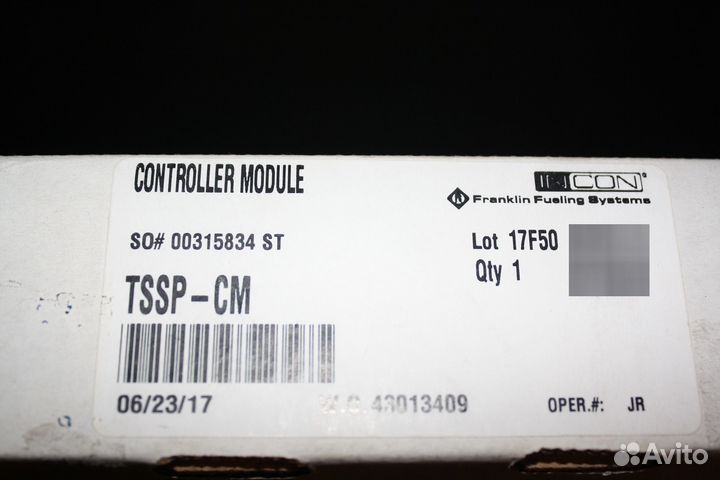 CONTROLLER MODULE
INCON
Franklin Fueling Systems
SO# 00315834 ST
Lot 17F50
Qty 1
TSSP-CM
06/23/17 W.O. 43013409 OPER.#: JR
Avito